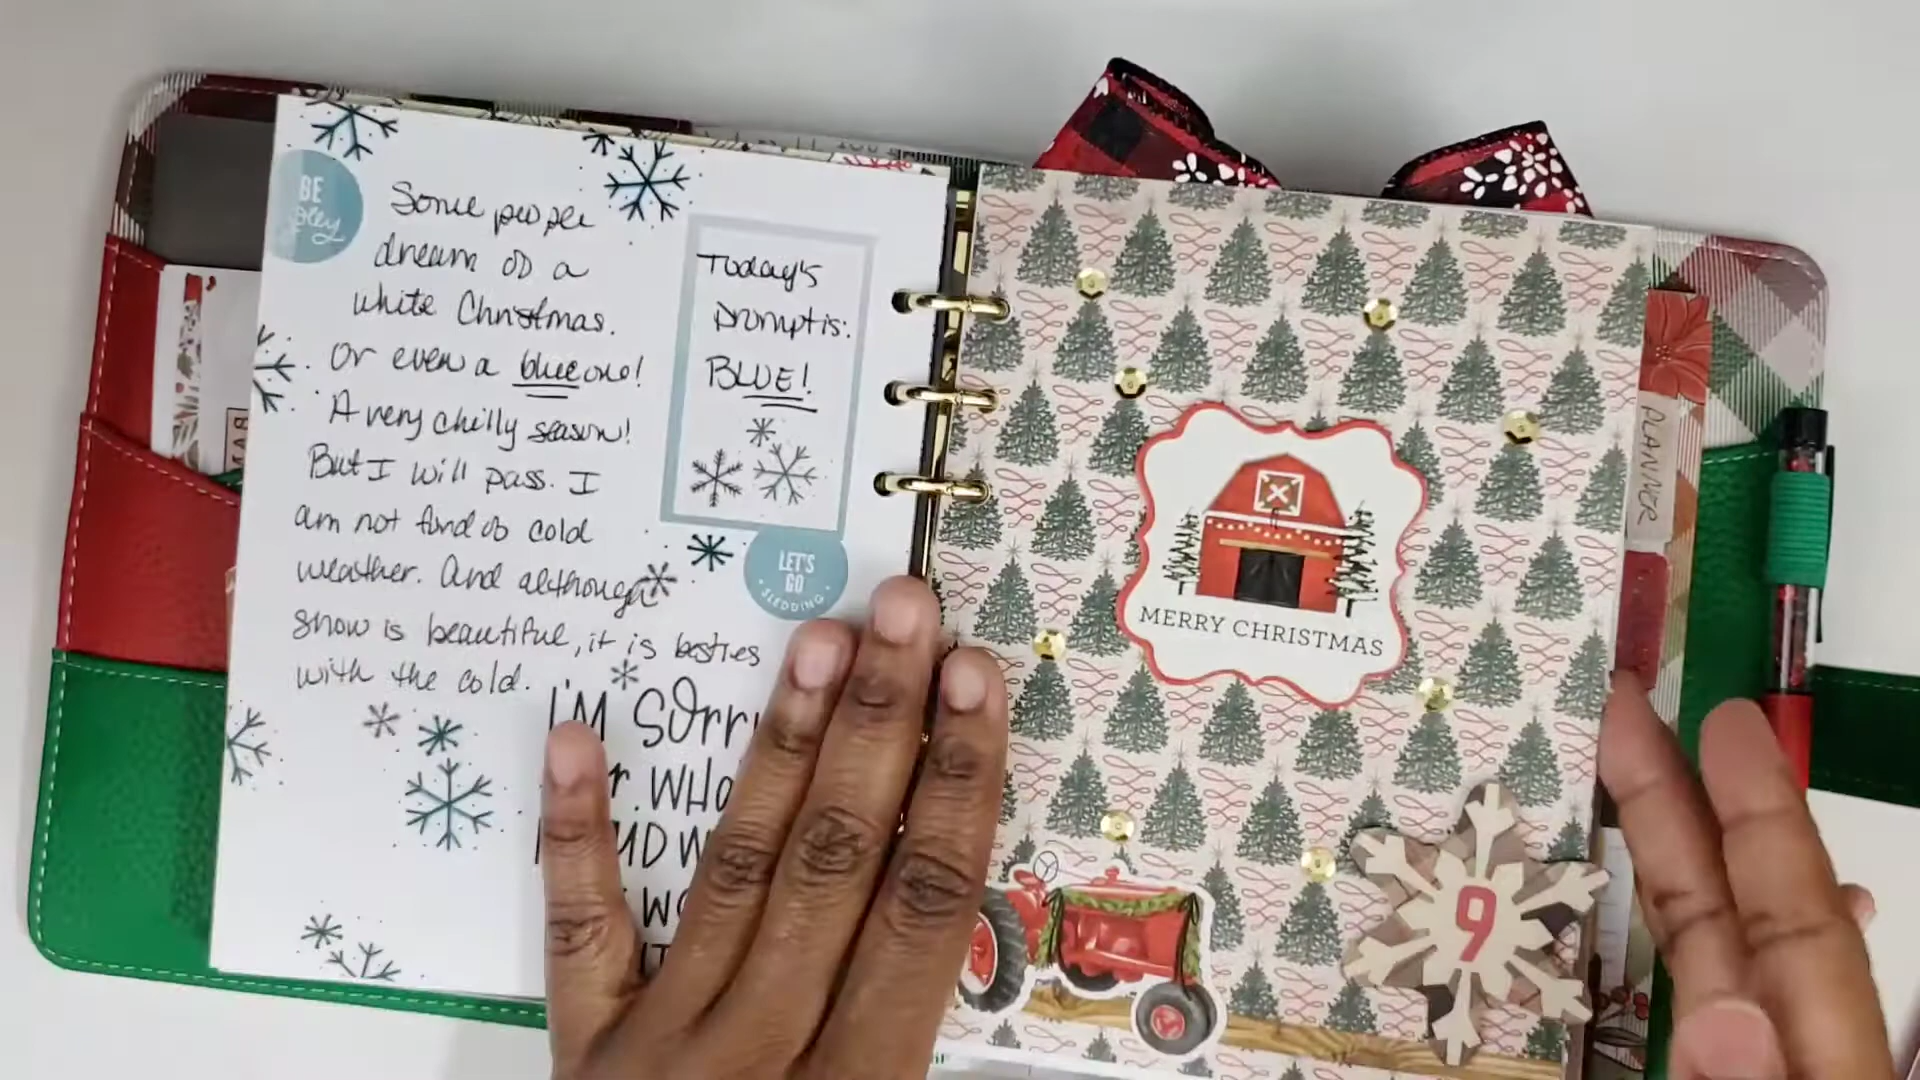 BE
Some people
dream of a
white Christmas.
Or even a blue one!
A very chilly season!
But I will pass. I
am not fond of cold
weather. And although
snow is beautiful, it is besties
with the cold.
Today's
Prompt is:
BLUE!
LET'S
GO
SLEDDING
I'M SORRY
MERRY CHRISTMAS
9
PLANNER